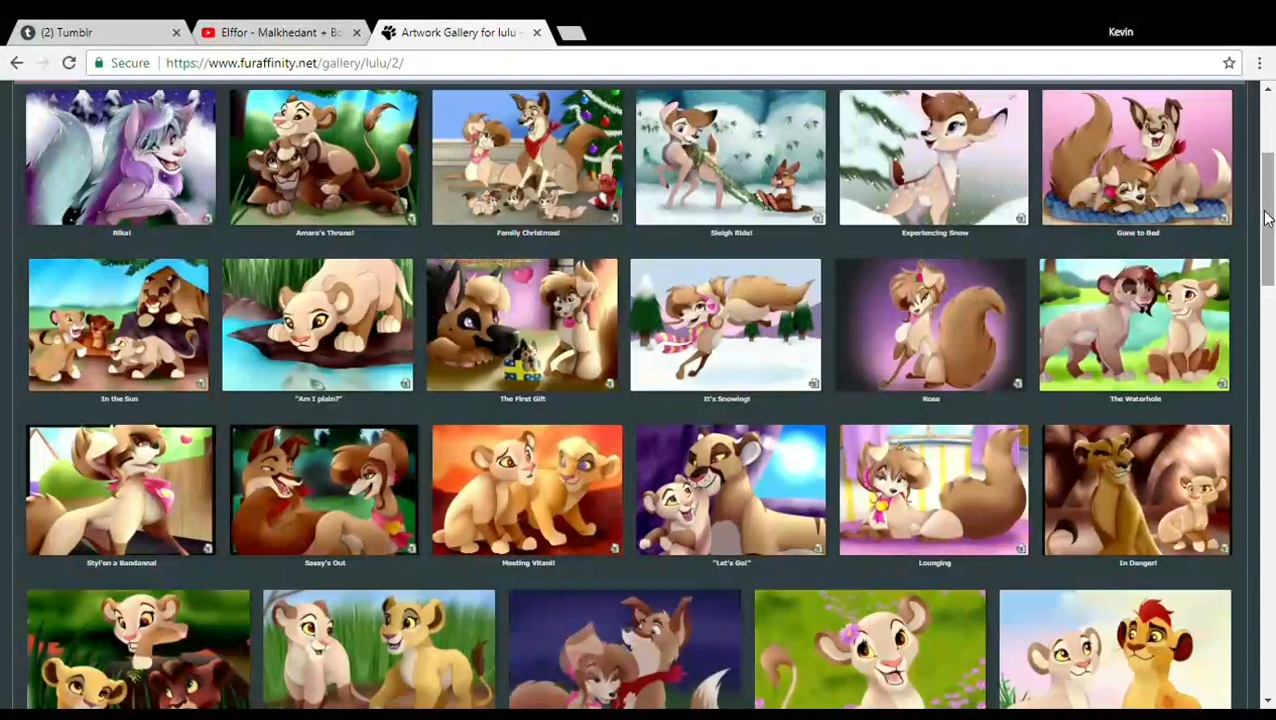 (2) Tumblr
Elffor - Malkhedant + Bo
Artwork Gallery for lulu -
Kevin
Secure
https://www.furaffinity.net/gallery/lulu/2/
Rika!
Amara's Throne!
Family Christmas!
Sleigh Ride!
Experiencing Snow
Gone to Bed
In the Sun
"Am I plain?"
The First Gift
It's Snowing!
Rose
The Waterhole
Styl'en a Bandanna!
Sassy's Out
Meeting Vitani!
"Let's Go!"
Lounging
In Danger!